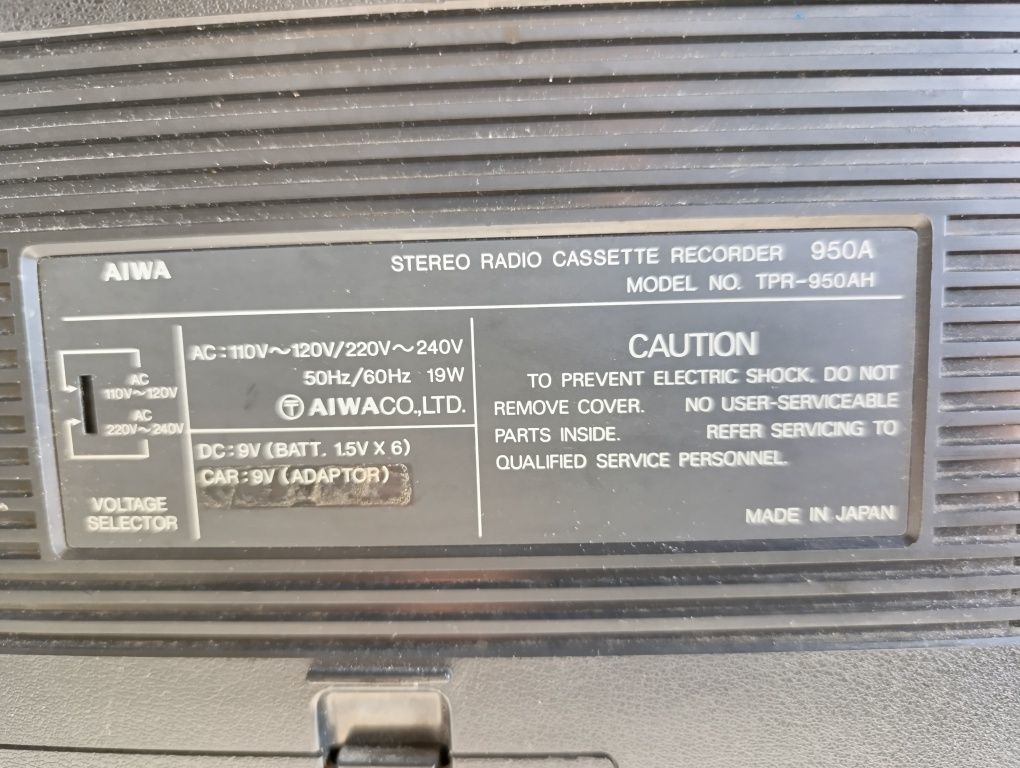 AIWA
STEREO RADIO CASSETTE RECORDER 950A
MODEL NO. TPR-950AH
AC
110V～120V
AC
220V～240V
VOLTAGE
SELECTOR
AC:110V～120V/220V～240V
50Hz/60Hz 19W
Ⓣ AIWA CO.,LTD.
DC:9V (BATT. 1.5V X 6)
CAR:9V (ADAPTOR)
CAUTION
TO PREVENT ELECTRIC SHOCK, DO NOT
REMOVE COVER. NO USER-SERVICEABLE
PARTS INSIDE. REFER SERVICING TO
QUALIFIED SERVICE PERSONNEL.
MADE IN JAPAN